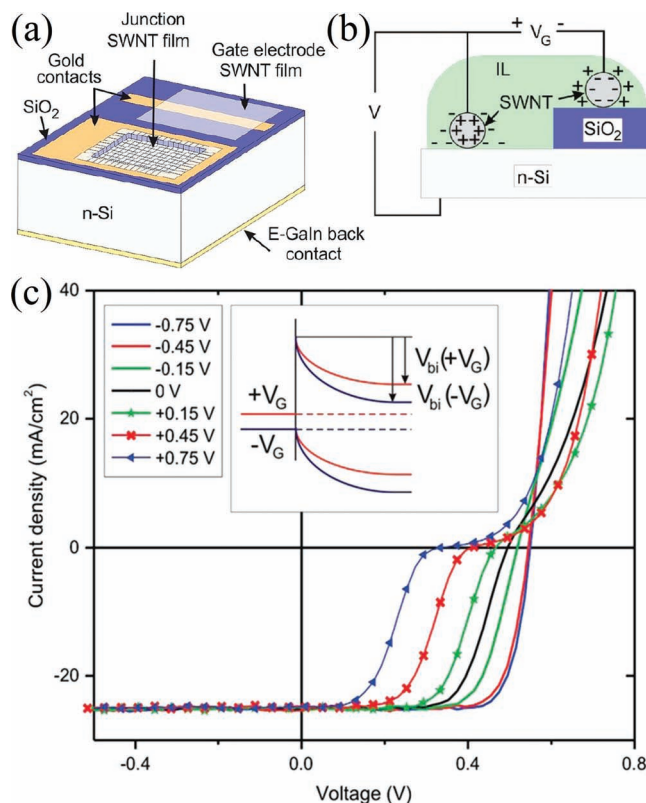 (a)
Junction
SWNT film
Gate electrode
SWNT film
Gold
contacts
SiO2
n-Si
E-GaIn back
contact
(b)
+ VG -
V
IL
SWNT
SiO2
n-Si
(c)
40
20
0
-20
Current density (mA/cm²)
-0.75 V
-0.45 V
-0.15 V
0 V
+0.15 V
+0.45 V
+0.75 V
Vbi(+VG)
Vbi(-VG)
+VG
-VG
-0.4
0.0
0.4
0.8
Voltage (V)